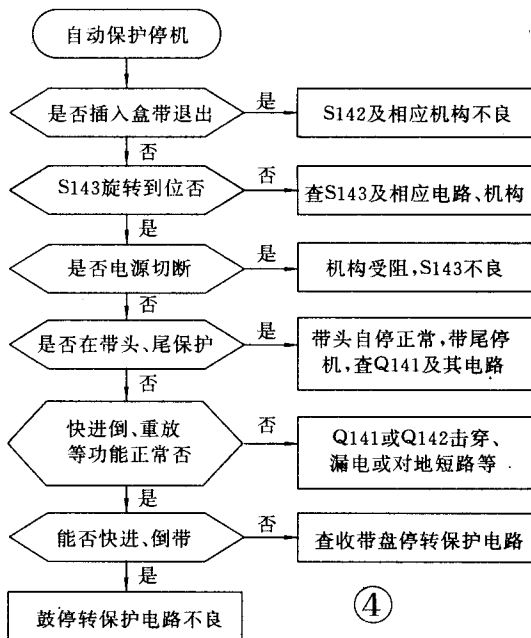 自动保护停机
是否插入盒带退出
是
S142及相应机构不良
否
S143旋转到位否
否
查S143及相应电路、机构
是
是否电源切断
是
机构受阻,S143不良
否
是否在带头、尾保护
是
带头自停正常,带尾停
机,查Q141及其电路
否
快进倒、重放
等功能正常否
否
Q141或Q142击穿、
漏电或对地短路等
是
能否快进、倒带
否
查收带盘停转保护电路
是
鼓停转保护电路不良
④